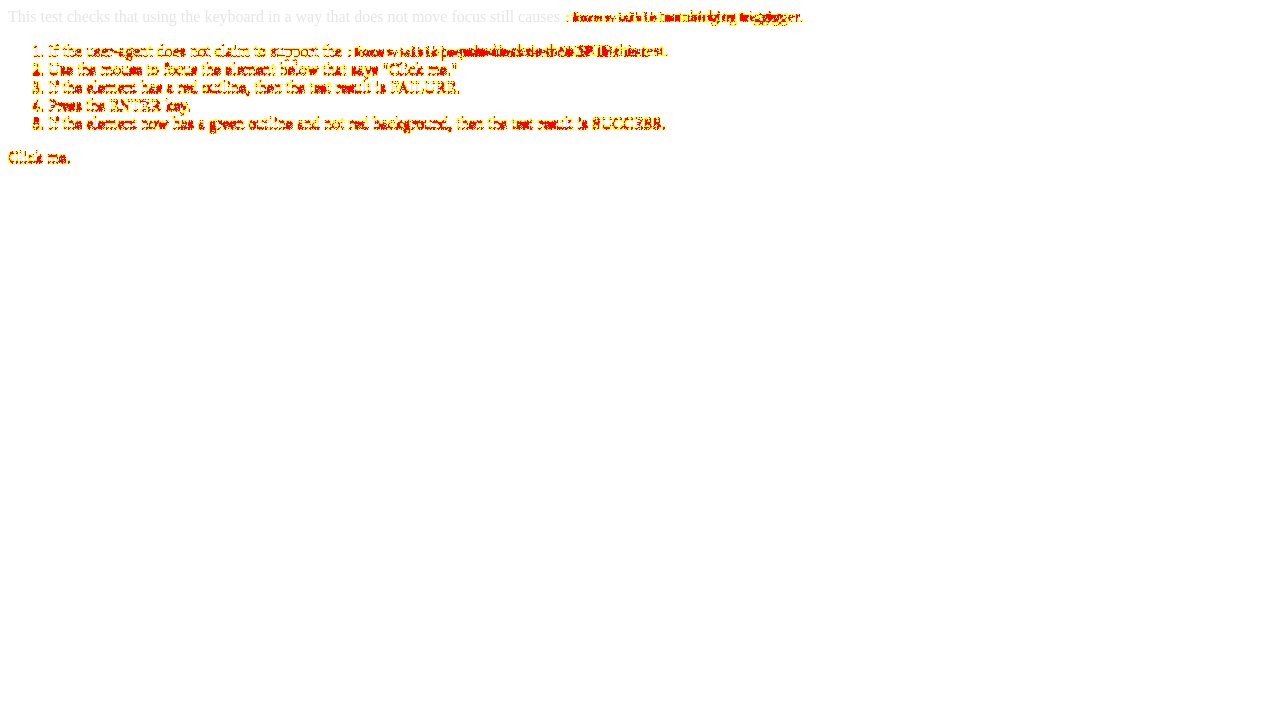 This test checks that using the keyboard in a way that does not move focus still causes :focus-visible matching to trigger.
1. If the user-agent does not claim to support the :focus-visible pseudo-class then SKIP this test.
2. Use the mouse to focus the element below that says "Click me."
3. If the element has a red outline, then the test result is FAILURE.
4. Press the ENTER key.
5. If the element now has a green outline and not red background, then the test result is SUCCESS.
Click me.